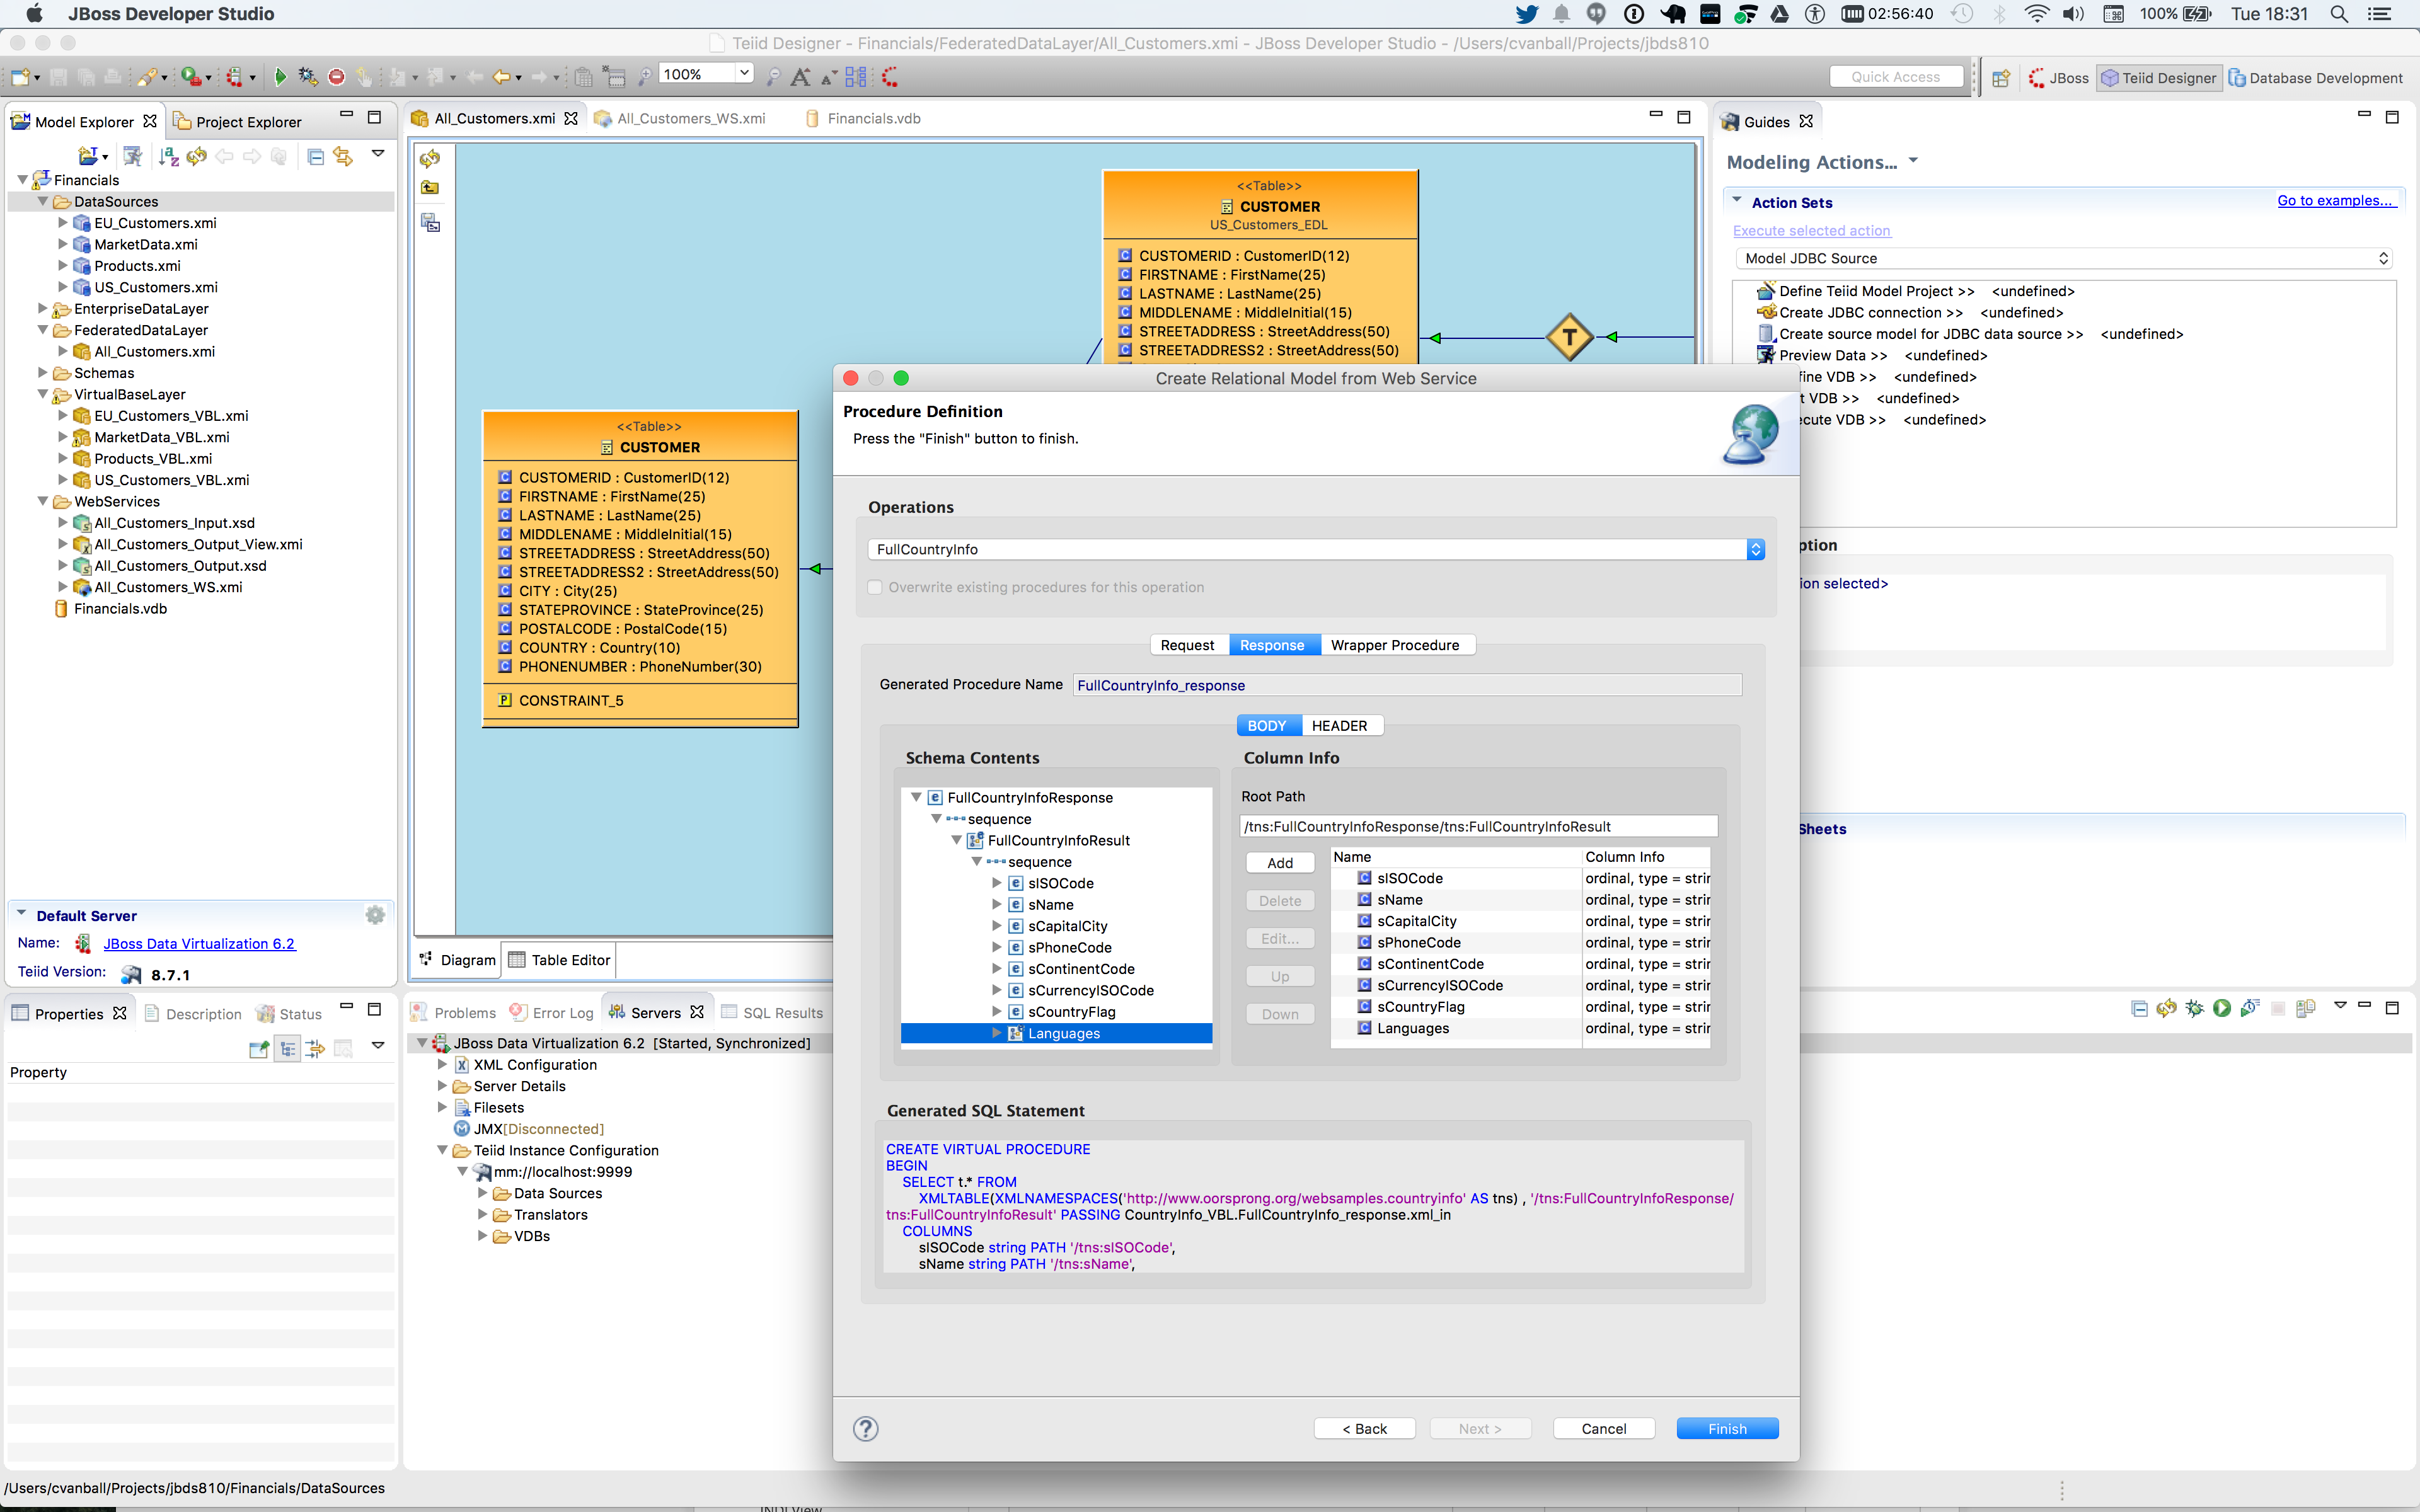 JBoss Developer Studio
02:56:40
100%
Tue 18:31
Teiid Designer - Financials/FederatedDataLayer/All_Customers.xmi - JBoss Developer Studio - /Users/cvanball/Projects/jbds810
100%
Quick Access
JBoss
Teiid Designer
Database Development
Model Explorer
Project Explorer
Financials
DataSources
EU_Customers.xmi
MarketData.xmi
Products.xmi
US_Customers.xmi
EnterpriseDataLayer
FederatedDataLayer
All_Customers.xmi
Schemas
VirtualBaseLayer
EU_Customers_VBL.xmi
MarketData_VBL.xmi
Products_VBL.xmi
US_Customers_VBL.xmi
WebServices
All_Customers_Input.xsd
All_Customers_Output_View.xmi
All_Customers_Output.xsd
All_Customers_WS.xmi
Financials.vdb
Default Server
Name: JBoss Data Virtualization 6.2
Teiid Version: 8.7.1
Properties
Description
Status
Property
All_Customers.xmi
All_Customers_WS.xmi
Financials.vdb
<<Table>>
CUSTOMER
US_Customers_EDL
CUSTOMERID : CustomerID(12)
FIRSTNAME : FirstName(25)
LASTNAME : LastName(25)
MIDDLENAME : MiddleInitial(15)
STREETADDRESS : StreetAddress(50)
STREETADDRESS2 : StreetAddress(50)
T
<<Table>>
CUSTOMER
CUSTOMERID : CustomerID(12)
FIRSTNAME : FirstName(25)
LASTNAME : LastName(25)
MIDDLENAME : MiddleInitial(15)
STREETADDRESS : StreetAddress(50)
STREETADDRESS2 : StreetAddress(50)
CITY : City(25)
STATEPROVINCE : StateProvince(25)
POSTALCODE : PostalCode(15)
COUNTRY : Country(10)
PHONENUMBER : PhoneNumber(30)
CONSTRAINT_5
Diagram
Table Editor
Problems
Error Log
Servers
SQL Results
JBoss Data Virtualization 6.2 [Started, Synchronized]
XML Configuration
Server Details
Filesets
JMX[Disconnected]
Teiid Instance Configuration
mm://localhost:9999
Data Sources
Translators
VDBs
Guides
Modeling Actions...
Action Sets
Go to examples...
Execute selected action
Model JDBC Source
Define Teiid Model Project >> <undefined>
Create JDBC connection >> <undefined>
Create source model for JDBC data source >> <undefined>
Preview Data >> <undefined>
fine VDB >> <undefined>
t VDB >> <undefined>
cute VDB >> <undefined>
ption
ion selected>
Sheets
Create Relational Model from Web Service
Procedure Definition
Press the "Finish" button to finish.
Operations
FullCountryInfo
Overwrite existing procedures for this operation
Request
Response
Wrapper Procedure
Generated Procedure Name
FullCountryInfo_response
BODY
HEADER
Schema Contents
FullCountryInfoResponse
sequence
FullCountryInfoResult
sequence
sISOCode
sName
sCapitalCity
sPhoneCode
sContinentCode
sCurrencyISOCode
sCountryFlag
Languages
Column Info
Root Path
/tns:FullCountryInfoResponse/tns:FullCountryInfoResult
Add
Delete
Edit...
Up
Down
Name Column Info
sISOCode ordinal, type = strir
sName ordinal, type = strir
sCapitalCity ordinal, type = strir
sPhoneCode ordinal, type = strir
sContinentCode ordinal, type = strir
sCurrencyISOCode ordinal, type = strir
sCountryFlag ordinal, type = strir
Languages ordinal, type = strir
Generated SQL Statement
CREATE VIRTUAL PROCEDURE
BEGIN
SELECT t.* FROM
XMLTABLE(XMLNAMESPACES('http://www.oorsprong.org/websamples.countryinfo' AS tns) , '/tns:FullCountryInfoResponse/
tns:FullCountryInfoResult' PASSING CountryInfo_VBL.FullCountryInfo_response.xml_in
COLUMNS
sISOCode string PATH '/tns:sISOCode',
sName string PATH '/tns:sName',
< Back
Next >
Cancel
Finish
/Users/cvanball/Projects/jbds810/Financials/DataSources